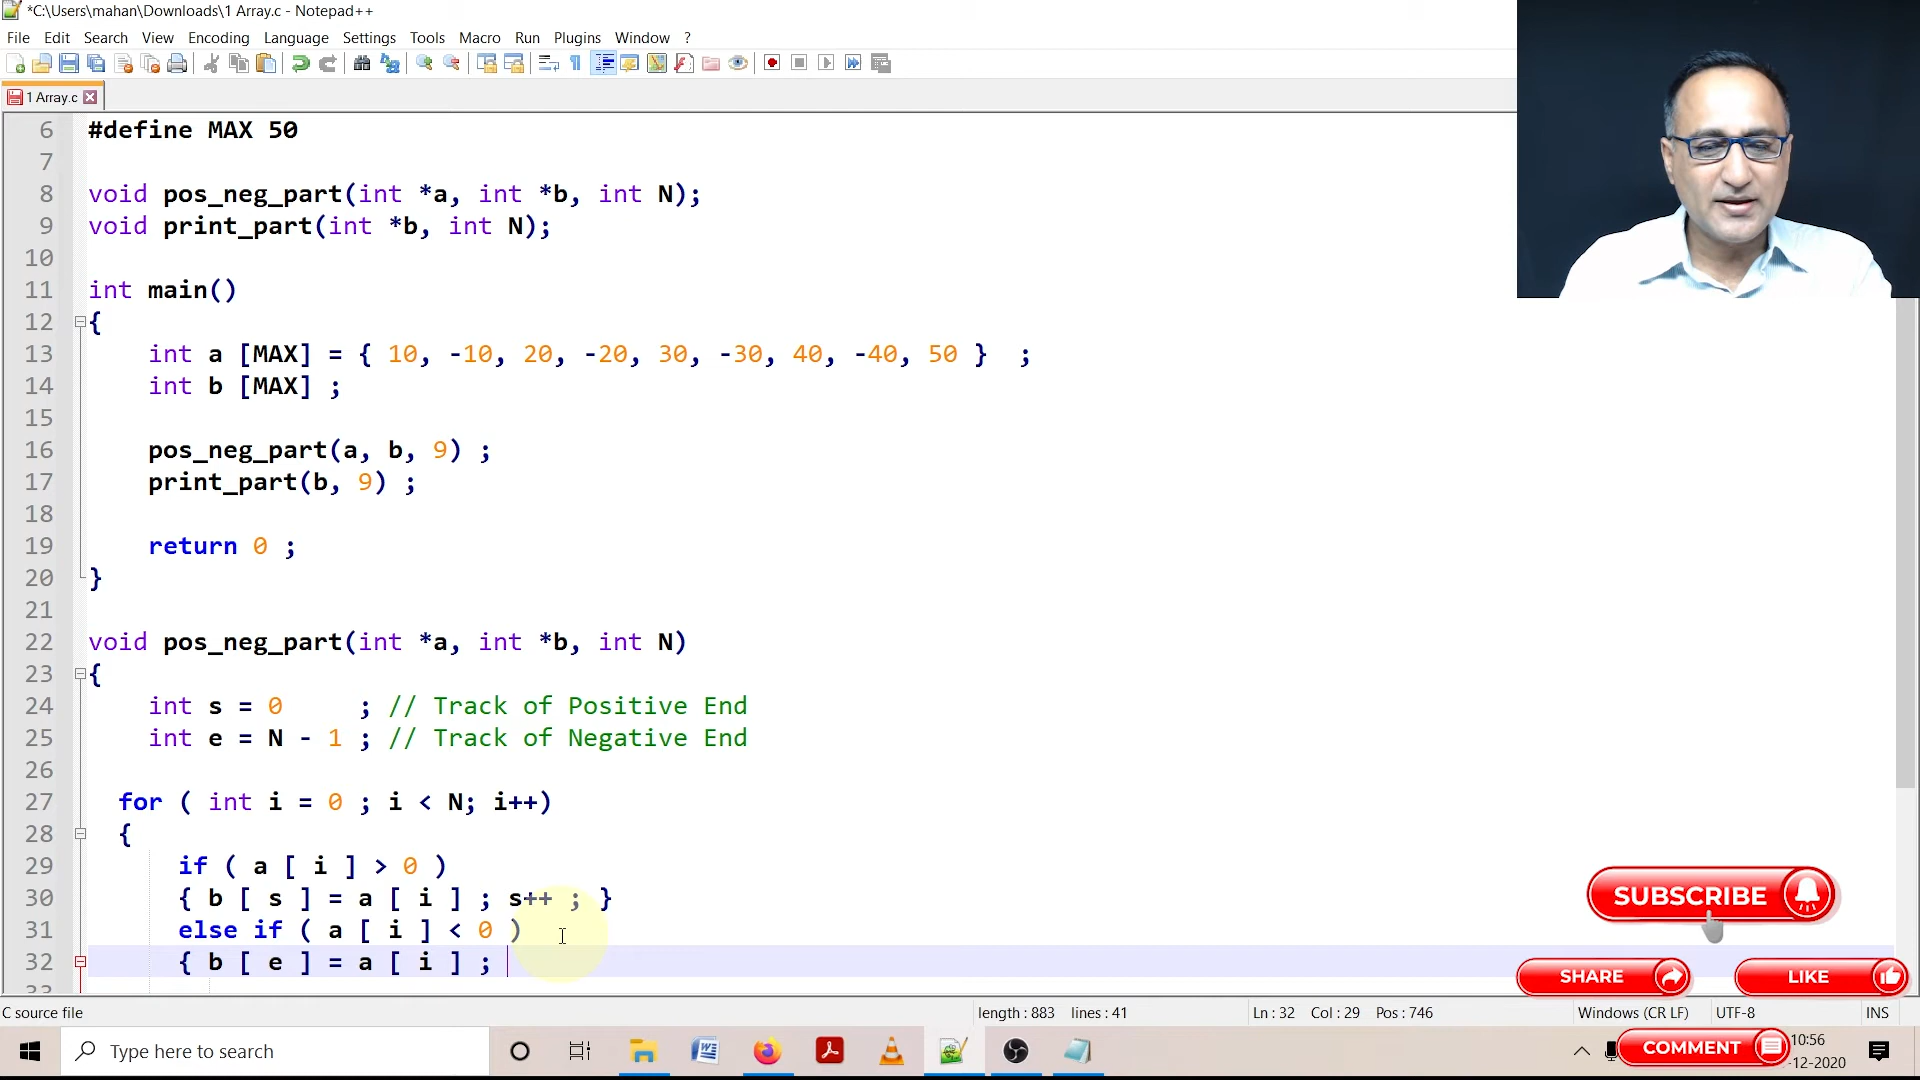 *C:\Users\mahan\Downloads\1 Array.c - Notepad++
File Edit Search View Encoding Language Settings Tools Macro Run Plugins Window ?
1 Array.c
6 #define MAX 50
7
8 void pos_neg_part(int *a, int *b, int N);
9 void print_part(int *b, int N);
10
11 int main()
12 {
13 int a [MAX] = { 10, -10, 20, -20, 30, -30, 40, -40, 50 } ;
14 int b [MAX] ;
15
16 pos_neg_part(a, b, 9) ;
17 print_part(b, 9) ;
18
19 return 0 ;
20 }
21
22 void pos_neg_part(int *a, int *b, int N)
23 {
24 int s = 0 ; // Track of Positive End
25 int e = N - 1 ; // Track of Negative End
26
27 for ( int i = 0 ; i < N; i++)
28 {
29 if ( a [ i ] > 0 )
30 { b [ s ] = a [ i ] ; s++ ; }
31 else if ( a [ i ] < 0 )
32 { b [ e ] = a [ i ] ;
33
SUBSCRIBE
SHARE
LIKE
C source file length : 883 lines : 41 Ln : 32 Col : 29 Pos : 746 Windows (CR LF) UTF-8 INS
Type here to search
COMMENT
10:56
-12-2020